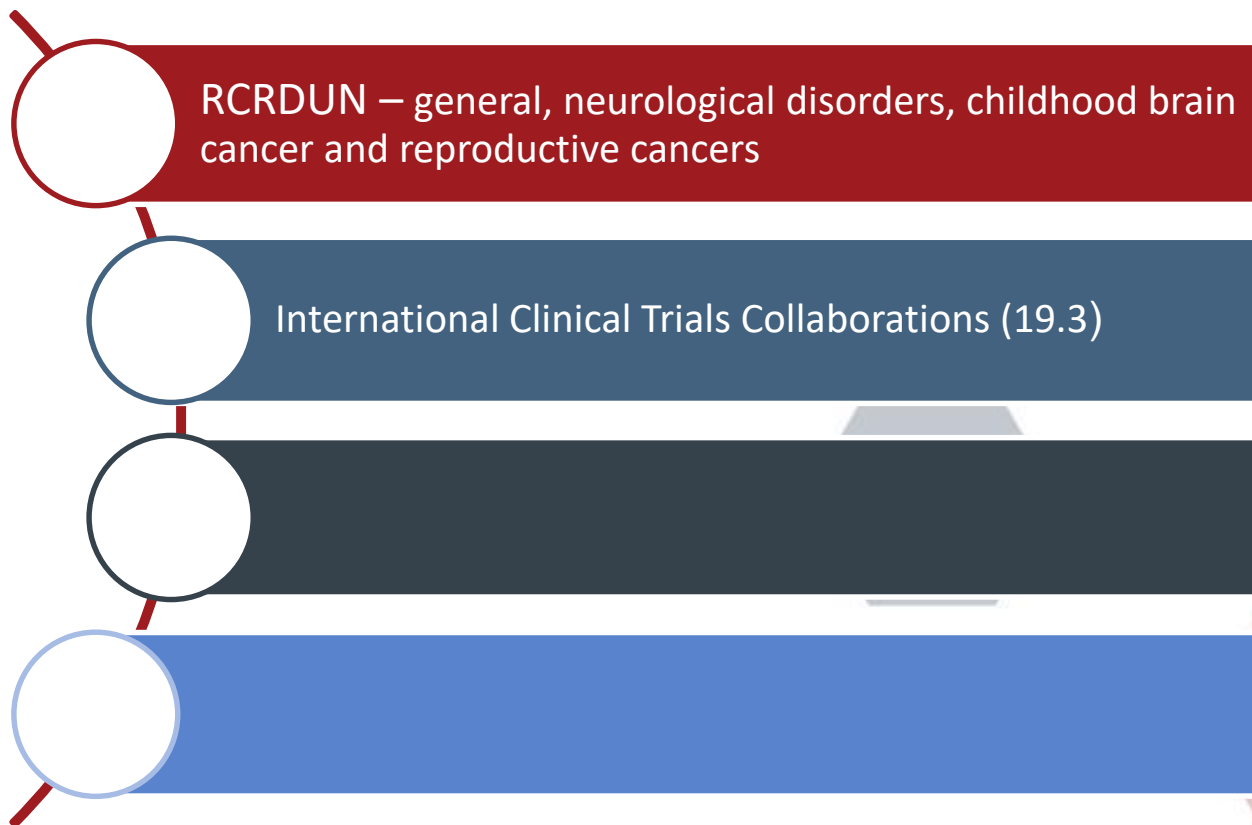 RCRDUN – general, neurological disorders, childhood brain
cancer and reproductive cancers
International Clinical Trials Collaborations (19.3)